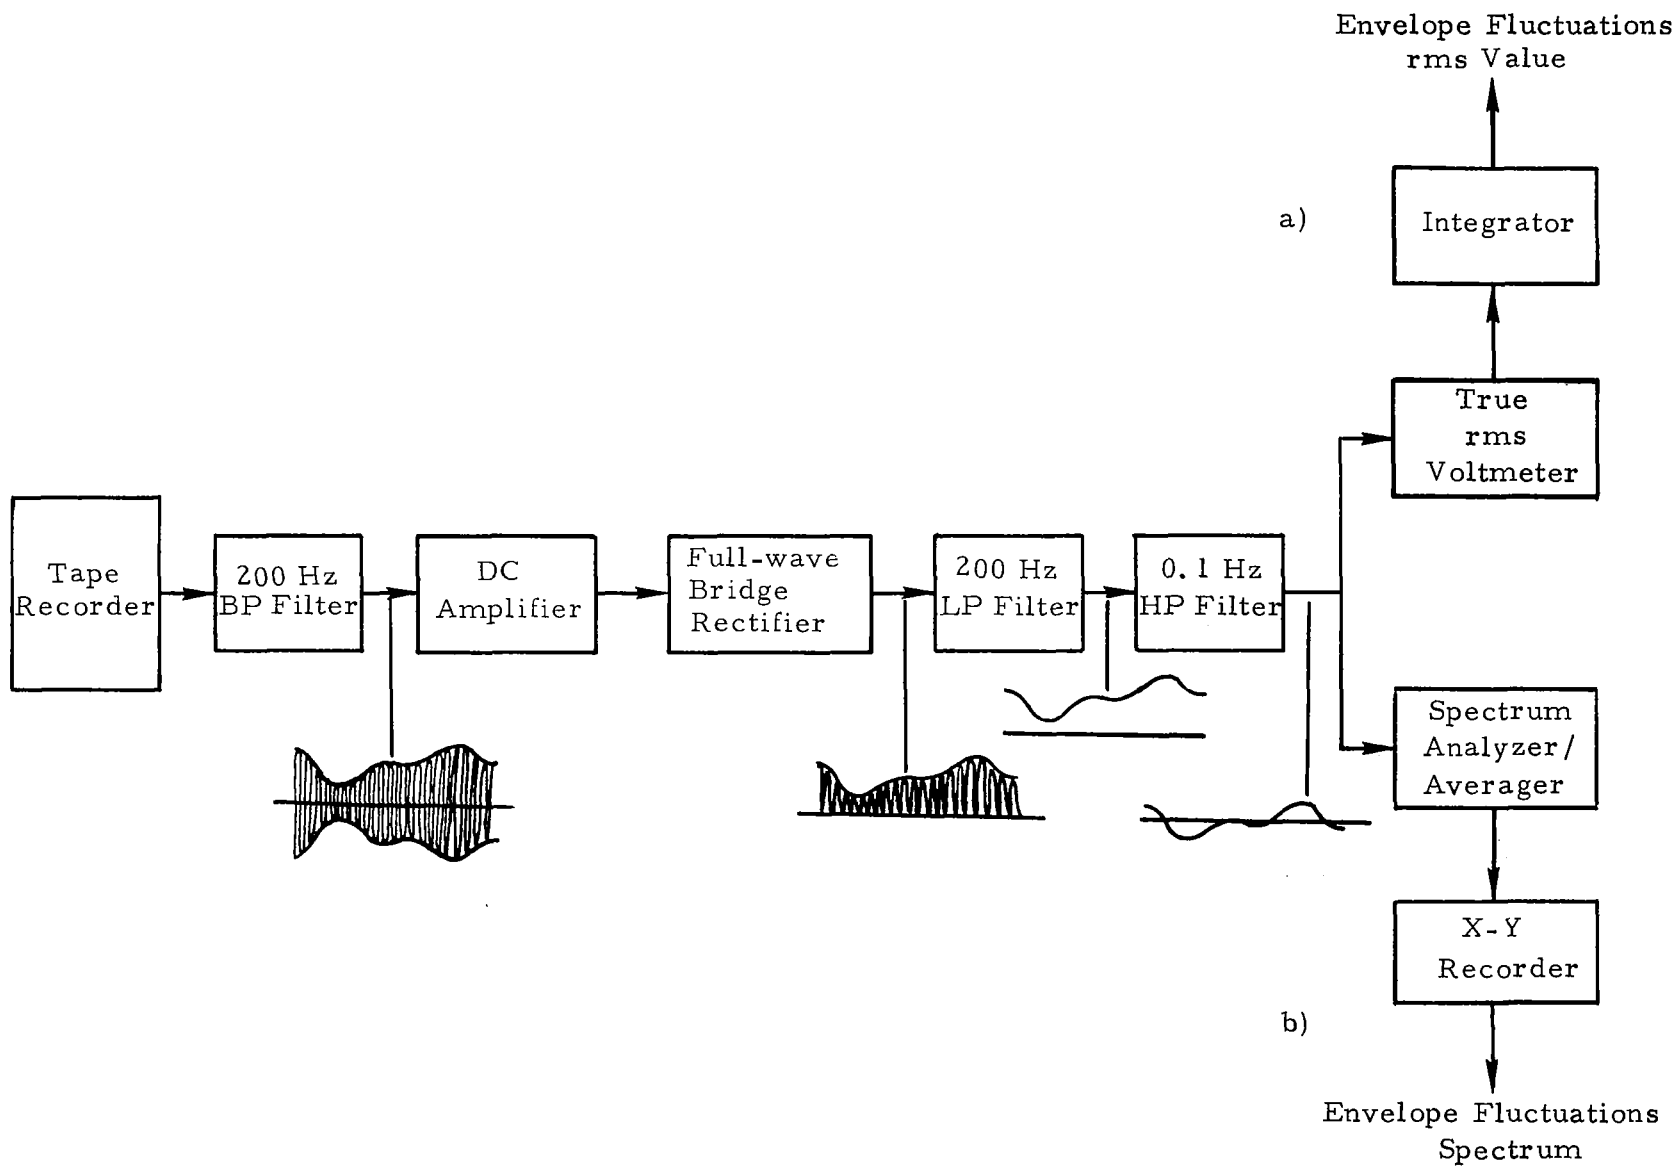 Envelope Fluctuations
rms Value
a)
Integrator
True
rms
Voltmeter
Tape
Recorder
200 Hz
BP Filter
DC
Amplifier
Full-wave
Bridge
Rectifier
200 Hz
LP Filter
0.1 Hz
HP Filter
Spectrum
Analyzer/
Averager
X-Y
Recorder
b)
Envelope Fluctuations
Spectrum